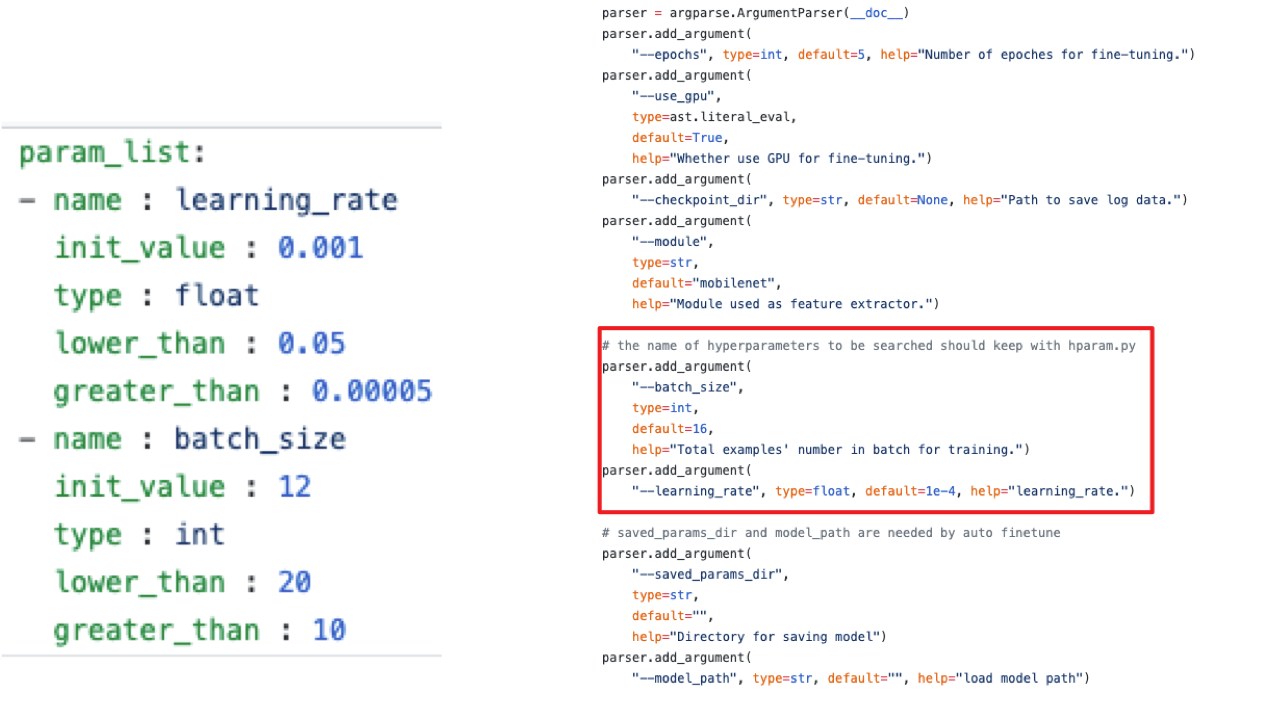 param_list:
- name : learning_rate
init_value : 0.001
type : float
lower_than : 0.05
greater_than : 0.00005
- name : batch_size
init_value : 12
type : int
lower_than : 20
greater_than : 10
parser = argparse.ArgumentParser(__doc__)
parser.add_argument(
"--epochs", type=int, default=5, help="Number of epoches for fine-tuning.")
parser.add_argument(
"--use_gpu",
type=ast.literal_eval,
default=True,
help="Whether use GPU for fine-tuning.")
parser.add_argument(
"--checkpoint_dir", type=str, default=None, help="Path to save log data.")
parser.add_argument(
"--module",
type=str,
default="mobilenet",
help="Module used as feature extractor.")
# the name of hyperparameters to be searched should keep with hparam.py
parser.add_argument(
"--batch_size",
type=int,
default=16,
help="Total examples' number in batch for training.")
parser.add_argument(
"--learning_rate", type=float, default=1e-4, help="learning_rate.")
# saved_params_dir and model_path are needed by auto finetune
parser.add_argument(
"--saved_params_dir",
type=str,
default="",
help="Directory for saving model")
parser.add_argument(
"--model_path", type=str, default="", help="load model path")